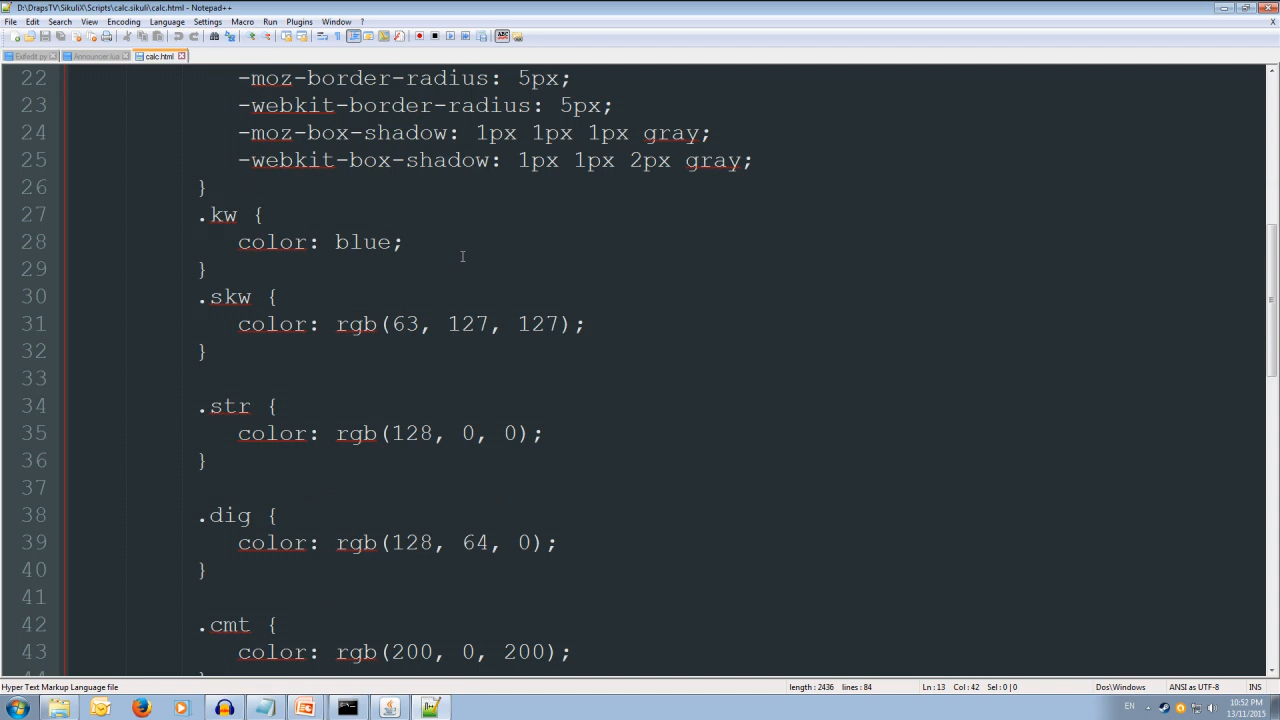 D:\DrapsTV\SikuliX\Scripts\calc.sikuli\calc.html - Notepad++
File Edit Search View Encoding Language Settings Macro Run Plugins Window ?
X
Exifedit.py Announcer.lua calc.html
22 -moz-border-radius: 5px;
23 -webkit-border-radius: 5px;
24 -moz-box-shadow: 1px 1px 1px gray;
25 -webkit-box-shadow: 1px 1px 2px gray;
26 }
27 .kw {
28 color: blue;
29 }
30 .skw {
31 color: rgb(63, 127, 127);
32 }
33
34 .str {
35 color: rgb(128, 0, 0);
36 }
37
38 .dig {
39 color: rgb(128, 64, 0);
40 }
41
42 .cmt {
43 color: rgb(200, 0, 200);
Hyper Text Markup Language file length : 2436 lines : 84 Ln : 13 Col : 42 Sel : 0 | 0 Dos\Windows ANSI as UTF-8 INS
EN 10:52 PM
13/11/2015